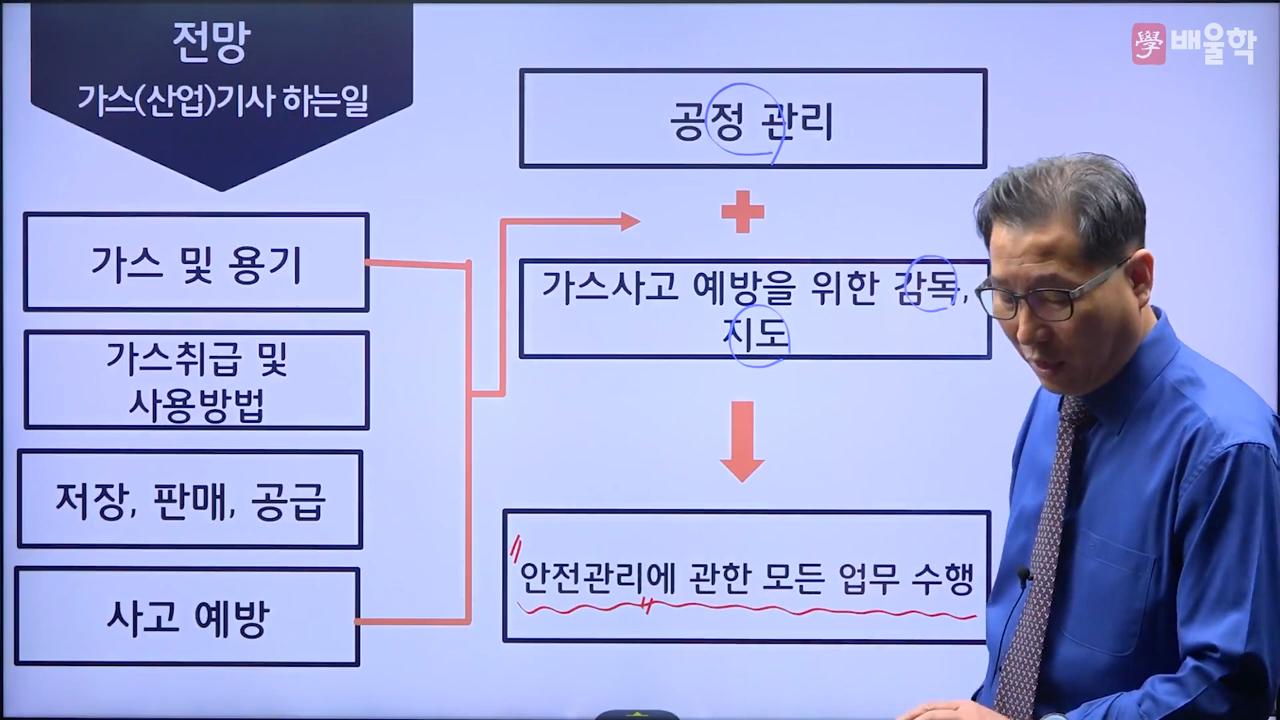 전망
가스(산업)기사 하는일
學 배울학
공정 관리
가스 및 용기
가스사고 예방을 위한 감독,
지도
가스취급 및
사용방법
저장, 판매, 공급
안전관리에 관한 모든 업무 수행
사고 예방